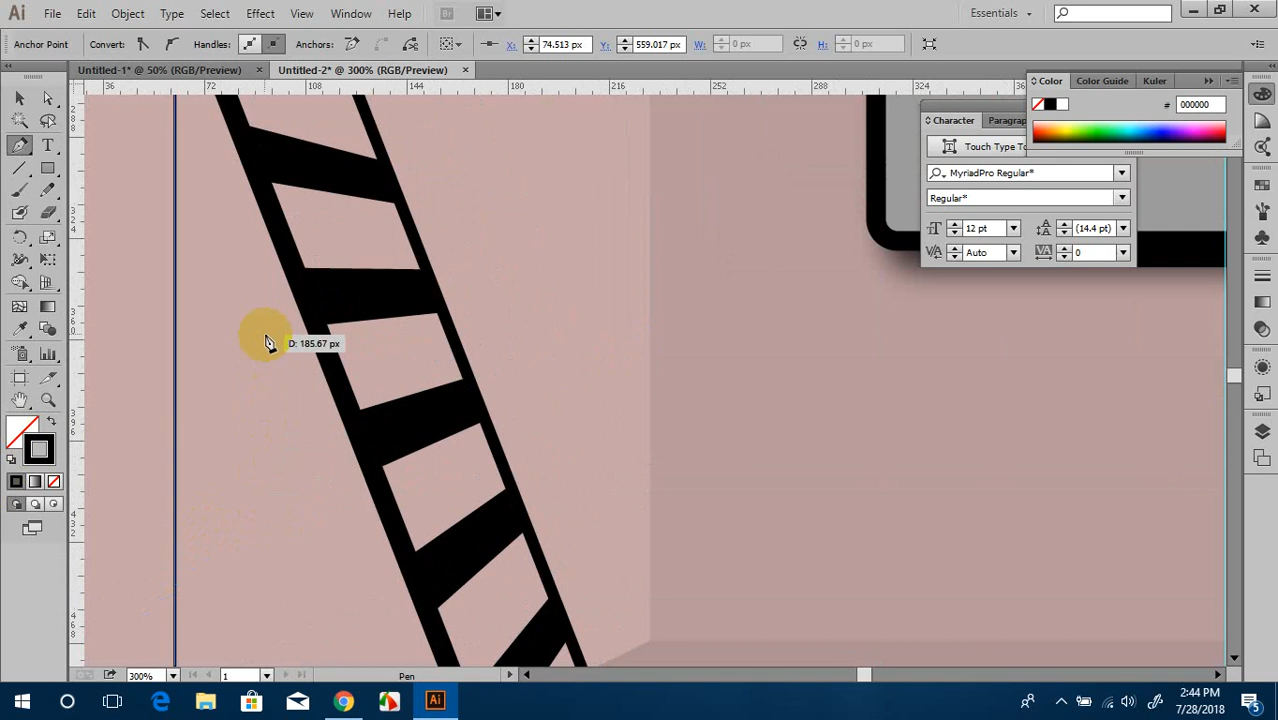 Ai File Edit Object Type Select Effect View Window Help Br Essentials
Anchor Point Convert: Handles: Anchors: X: 74.513 px Y: 559.017 px W: 0 px H: 0 px
Untitled-1* @ 50% (RGB/Preview) × Untitled-2* @ 300% (RGB/Preview) ×
Color Color Guide Kuler
36 72 108 144 180 216 252 288 324
# 000000
Character Paragra
Touch Type To
MyriadPro Regular*
Regular*
12 pt (14.4 pt)
Auto 0
D: 185.67 px
300% 1 Pen
Ai
2:44 PM
7/28/2018
5